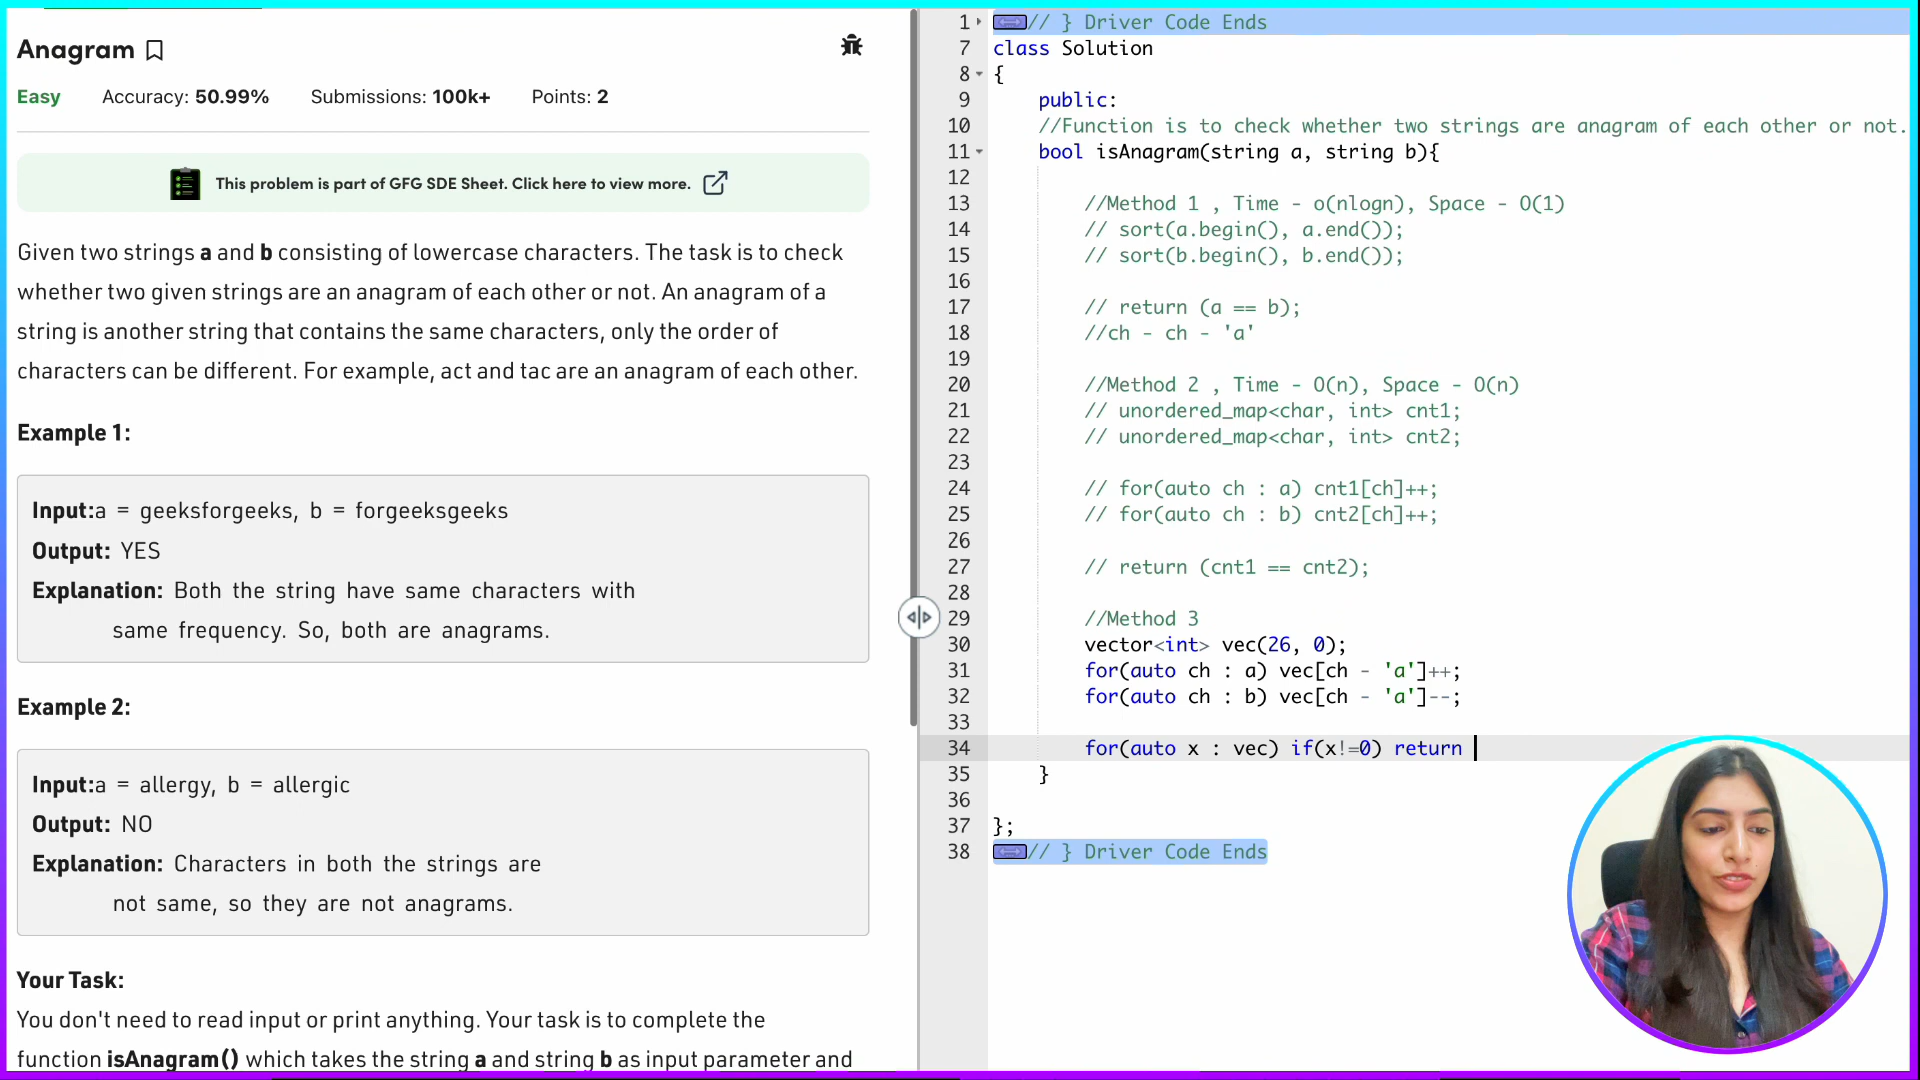 Anagram
Easy Accuracy: 50.99% Submissions: 100k+ Points: 2
This problem is part of GFG SDE Sheet. Click here to view more.
Given two strings a and b consisting of lowercase characters. The task is to check
whether two given strings are an anagram of each other or not. An anagram of a
string is another string that contains the same characters, only the order of
characters can be different. For example, act and tac are an anagram of each other.
Example 1:
Input:a = geeksforgeeks, b = forgeeksgeeks
Output: YES
Explanation: Both the string have same characters with
same frequency. So, both are anagrams.
Example 2:
Input:a = allergy, b = allergic
Output: NO
Explanation: Characters in both the strings are
not same, so they are not anagrams.
Your Task:
You don't need to read input or print anything. Your task is to complete the
function isAnagram() which takes the string a and string b as input parameter and
1 // } Driver Code Ends
7 class Solution
8 {
9 public:
10 //Function is to check whether two strings are anagram of each other or not.
11 bool isAnagram(string a, string b){
12
13 //Method 1 , Time - o(nlogn), Space - O(1)
14 // sort(a.begin(), a.end());
15 // sort(b.begin(), b.end());
16
17 // return (a == b);
18 //ch - ch - 'a'
19
20 //Method 2 , Time - O(n), Space - O(n)
21 // unordered_map<char, int> cnt1;
22 // unordered_map<char, int> cnt2;
23
24 // for(auto ch : a) cnt1[ch]++;
25 // for(auto ch : b) cnt2[ch]++;
26
27 // return (cnt1 == cnt2);
28
29 //Method 3
30 vector<int> vec(26, 0);
31 for(auto ch : a) vec[ch - 'a']++;
32 for(auto ch : b) vec[ch - 'a']--;
33
34 for(auto x : vec) if(x!=0) return
35 }
36
37 };
38 // } Driver Code Ends